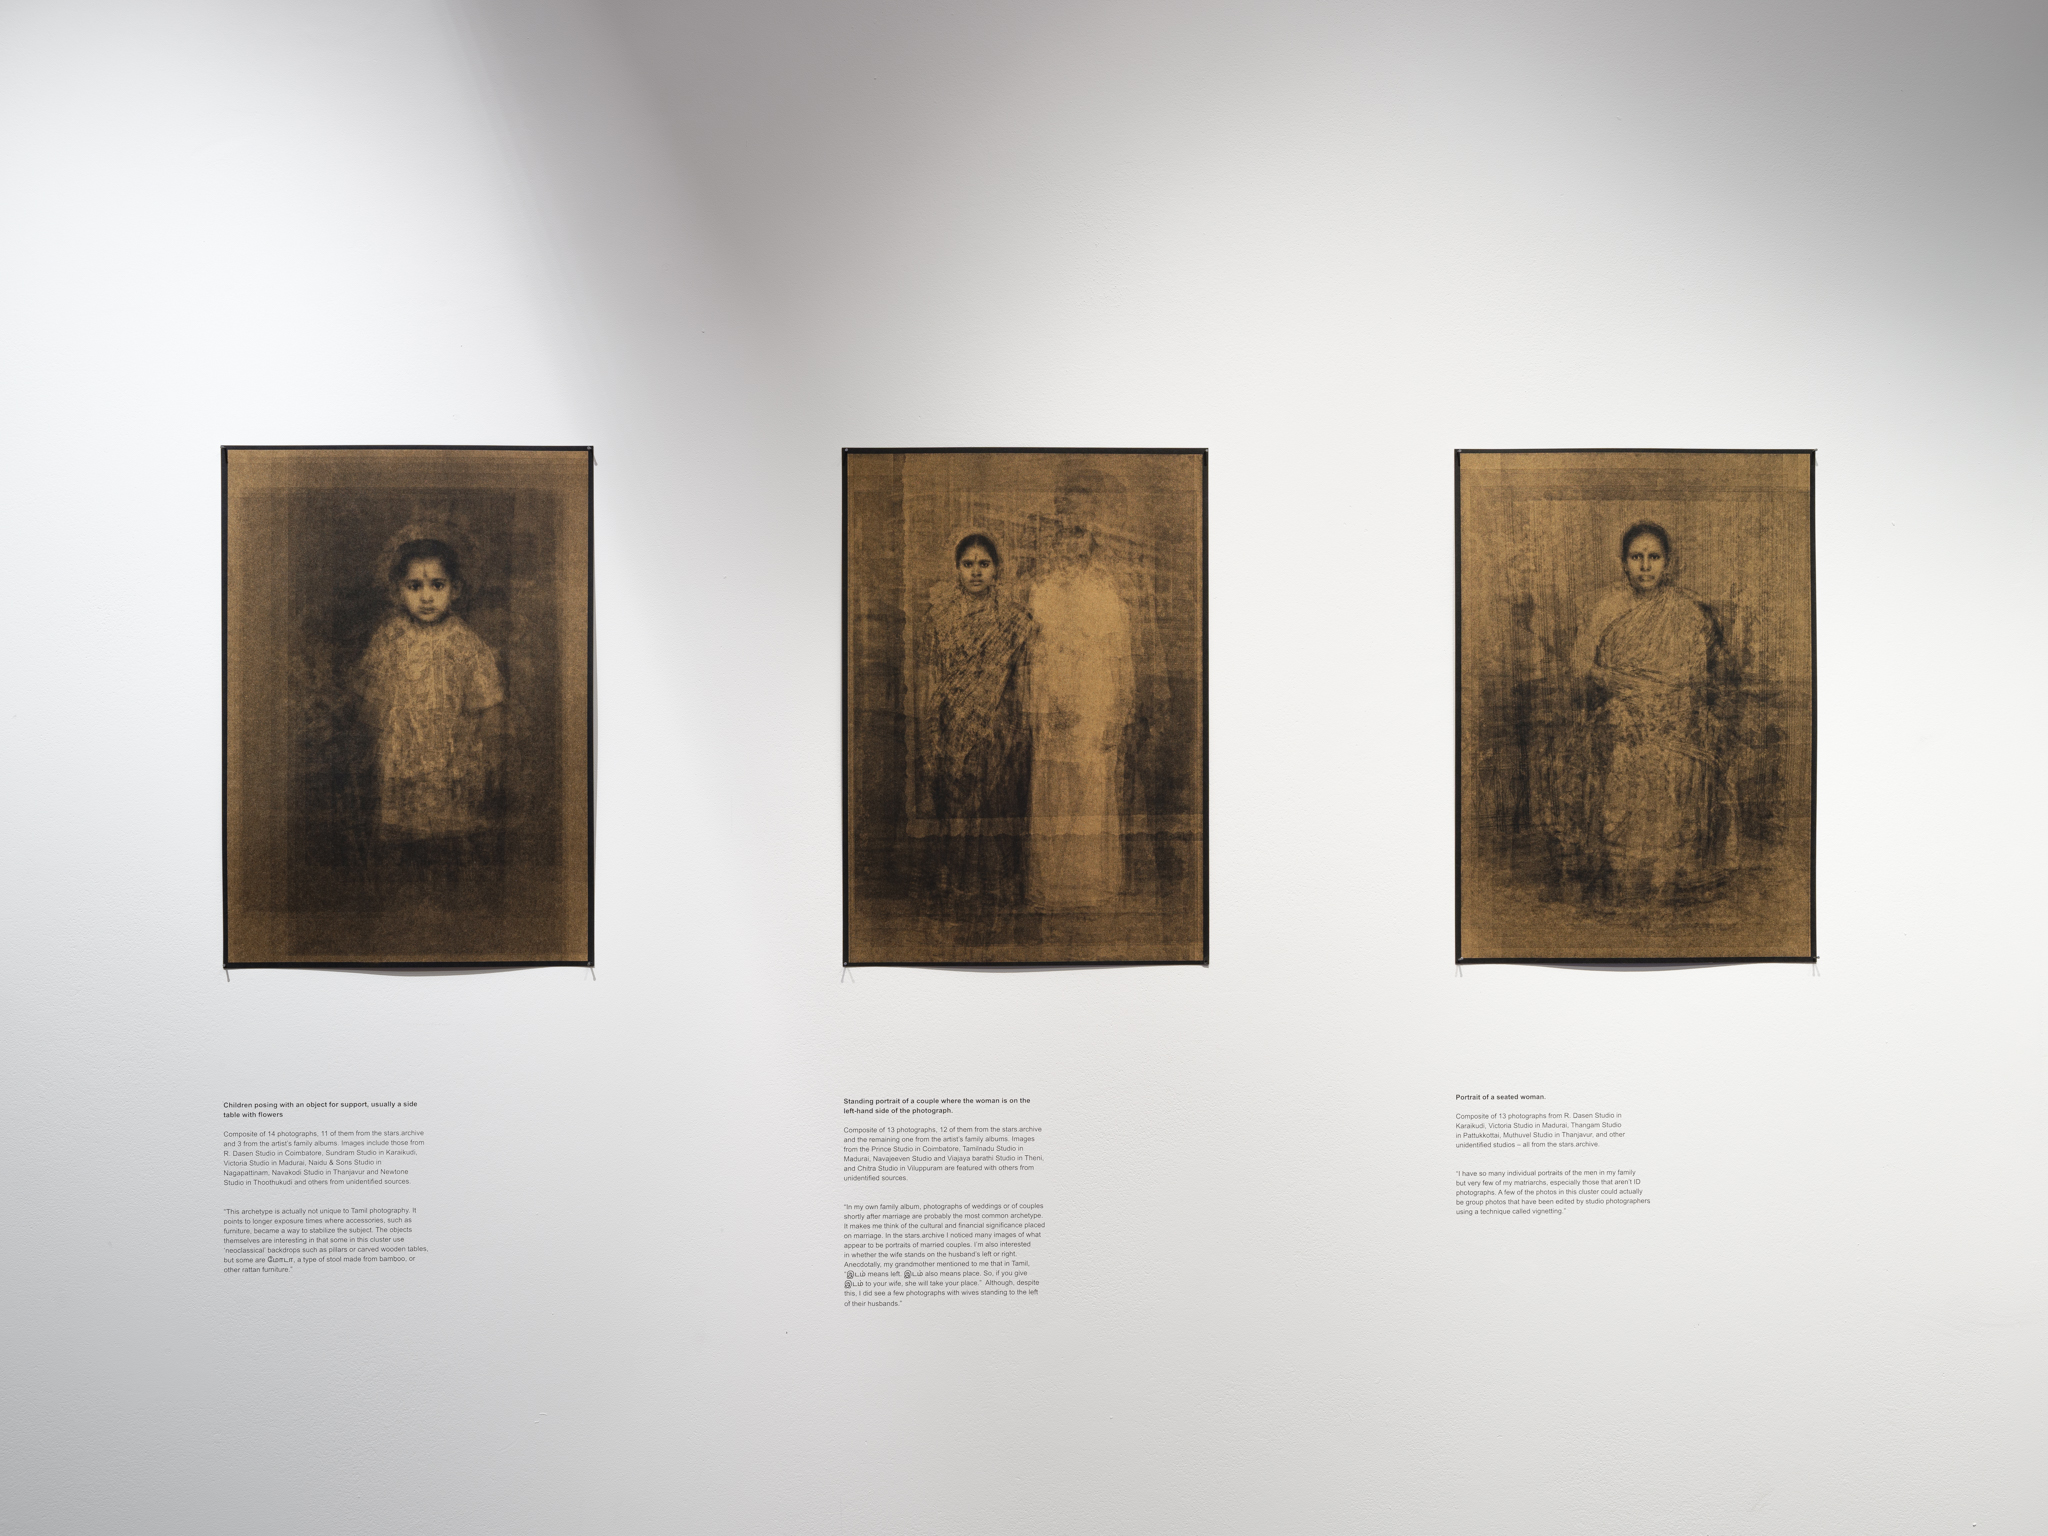 Children posing with an object for support, usually a side
table with flowers
Composite of 14 photographs, 11 of them from the stars.archive
and 3 from the artist's family albums. Images include those from
R. Dasen Studio in Coimbatore, Sundram Studio in Karaikudi,
Victoria Studio in Madurai, Naidu & Sons Studio in
Nagapattinam, Navakodi Studio in Thanjavur and Newtone
Studio in Thoothukudi and others from unidentified sources.
"This archetype is actually not unique to Tamil photography. It
points to longer exposure times where accessories, such as
furniture, became a way to stabilize the subject. The objects
themselves are interesting in that some in this cluster use
'neoclassical' backdrops such as pillars or carved wooden tables,
but some are மோடா, a type of stool made from bamboo, or
other rattan furniture."
Standing portrait of a couple where the woman is on the
left-hand side of the photograph.
Composite of 13 photographs, 12 of them from the stars.archive
and the remaining one from the artist's family albums. Images
from the Prince Studio in Coimbatore, Tamilnadu Studio in
Madurai, Navajeeven Studio and Viajaya barathi Studio in Theni,
and Chitra Studio in Viluppuram are featured with others from
unidentified sources.
"In my own family album, photographs of weddings or of couples
shortly after marriage are probably the most common archetype.
It makes me think of the cultural and financial significance placed
on marriage. In the stars.archive I noticed many images of what
appear to be portraits of married couples. I'm also interested
in whether the wife stands on the husband's left or right.
Anecdotally, my grandmother mentioned to me that in Tamil,
"இடம் means left. இடம் also means place. So, if you give
இடம் to your wife, she will take your place." Although, despite
this, I did see a few photographs with wives standing to the left
of their husbands."
Portrait of a seated woman.
Composite of 13 photographs from R. Dasen Studio in
Karaikudi, Victoria Studio in Madurai, Thangam Studio
in Pattukkottai, Muthuvel Studio in Thanjavur, and other
unidentified studios – all from the stars.archive.
"I have so many individual portraits of the men in my family
but very few of my matriarchs, especially those that aren't ID
photographs. A few of the photos in this cluster could actually
be group photos that have been edited by studio photographers
using a technique called vignetting."